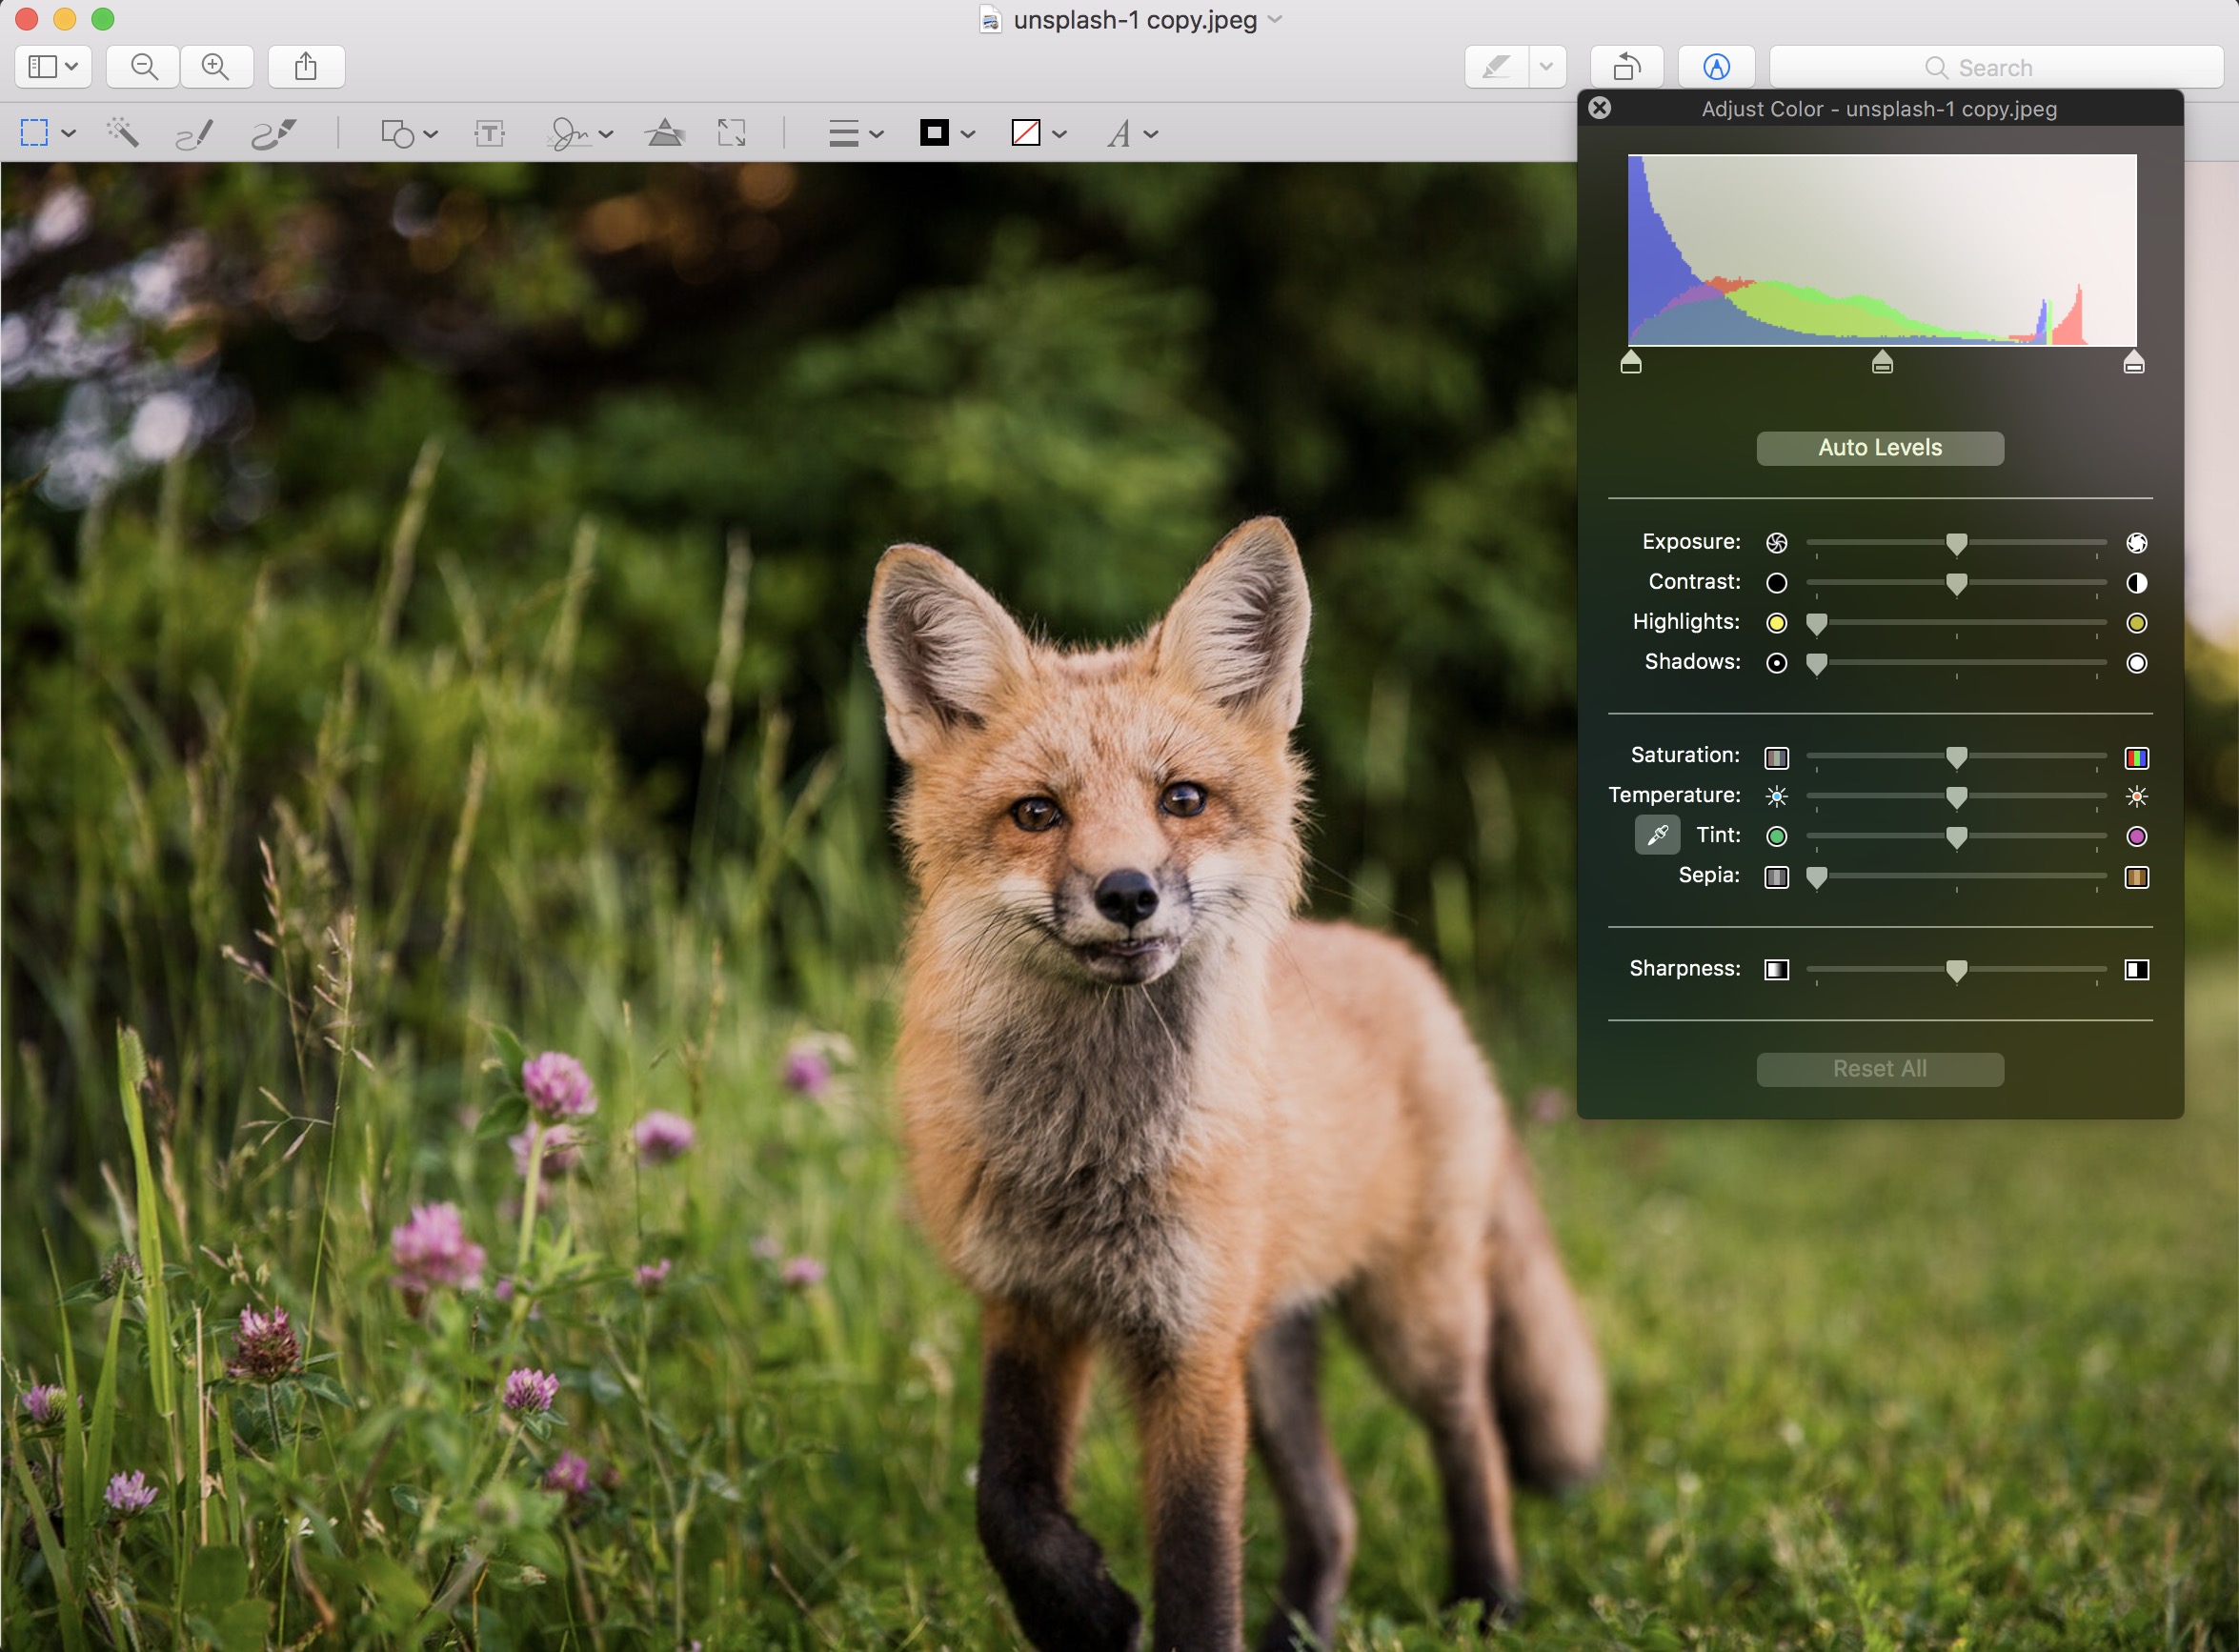 unsplash-1 copy.jpeg
Search
Adjust Color - unsplash-1 copy.jpeg
Auto Levels
Exposure:
Contrast:
Highlights:
Shadows:
Saturation:
Temperature:
Tint:
Sepia:
Sharpness:
Reset All